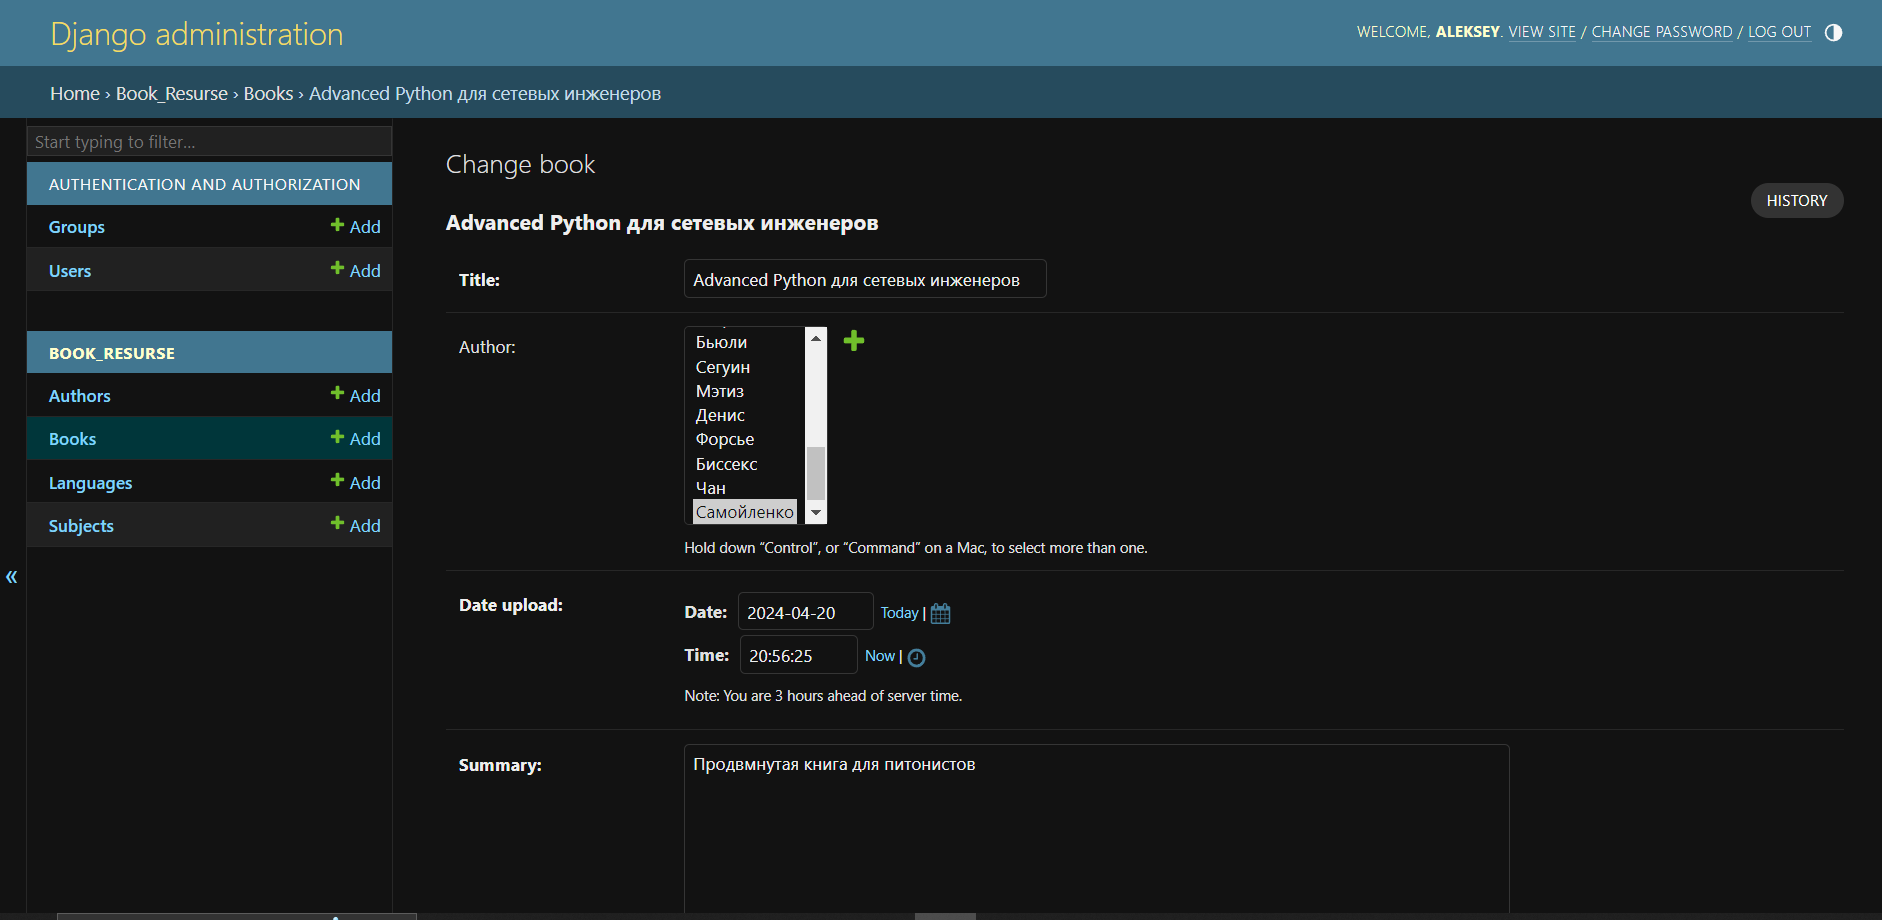 Django administration
WELCOME, ALEKSEY. VIEW SITE / CHANGE PASSWORD / LOG OUT
Home › Book_Resurse › Books › Advanced Python для сетевых инженеров
Start typing to filter...
AUTHENTICATION AND AUTHORIZATION
Groups Add
Users Add
BOOK_RESURSE
Authors Add
Books Add
Languages Add
Subjects Add
«
Change book
HISTORY
Advanced Python для сетевых инженеров
Title: Advanced Python для сетевых инженеров
Author:
Бьюли
Сегуин
Мэтиз
Денис
Форсье
Биссекс
Чан
Самойленко
Hold down “Control”, or “Command” on a Mac, to select more than one.
Date upload:
Date: 2024-04-20 Today |
Time: 20:56:25 Now |
Note: You are 3 hours ahead of server time.
Summary: Продвмнутая книга для питонистов